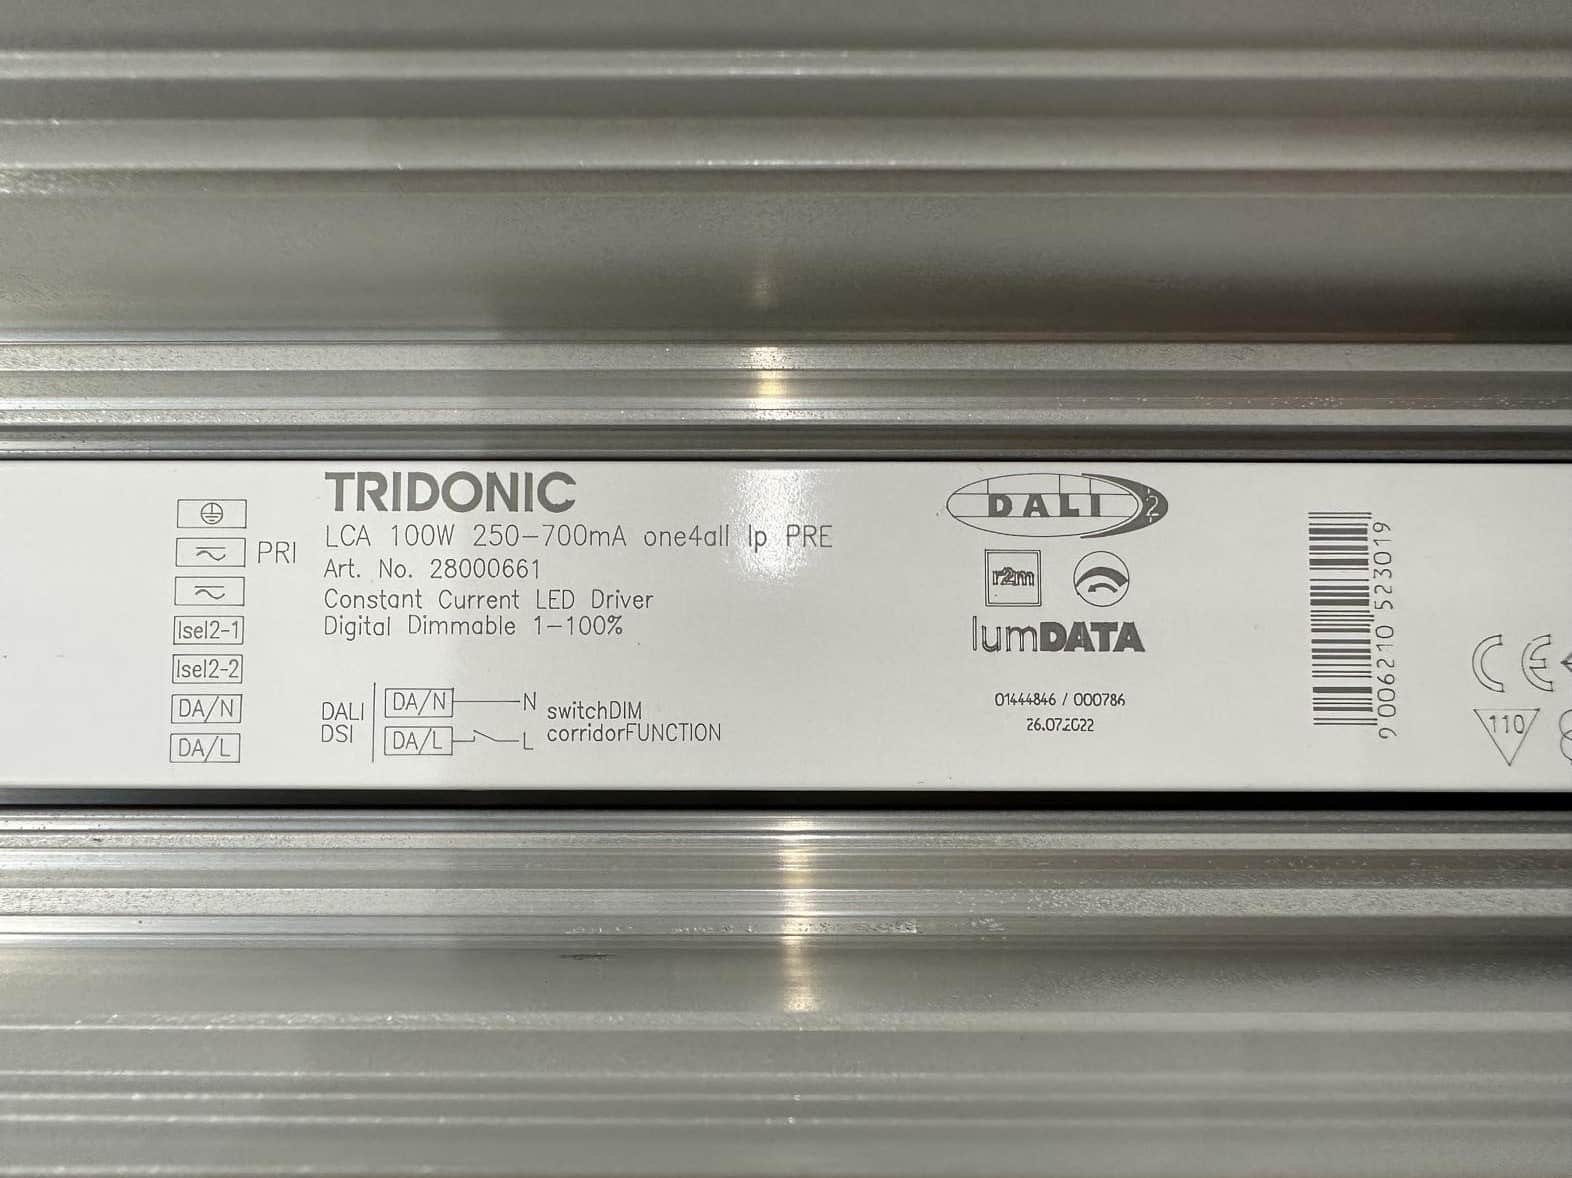 TRIDONIC
LCA 100W 250-700mA one4all lp PRE
Art. No. 28000661
Constant Current LED Driver
Digital Dimmable 1-100%
PRI
Isel2-1
Isel2-2
DA/N
DA/L
DALI
DSI
DA/N N
DA/L L
switchDIM
corridorFUNCTION
DALI 2
r2m
lumDATA
01444846 / 000786
26.07.2022
9 006210 523019
CE
110